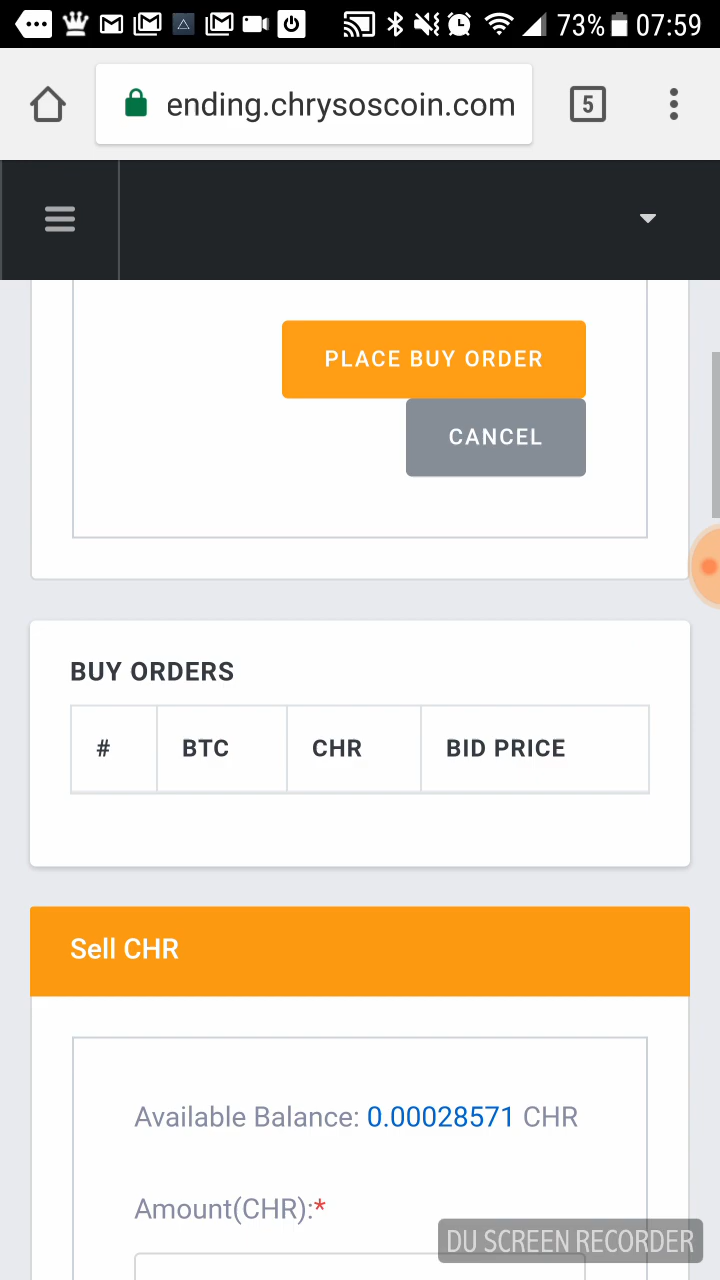 73% 07:59
ending.chrysoscoin.com 5
PLACE BUY ORDER
CANCEL
BUY ORDERS
# BTC CHR BID PRICE
Sell CHR
Available Balance: 0.00028571 CHR
Amount(CHR):*
DU SCREEN RECORDER